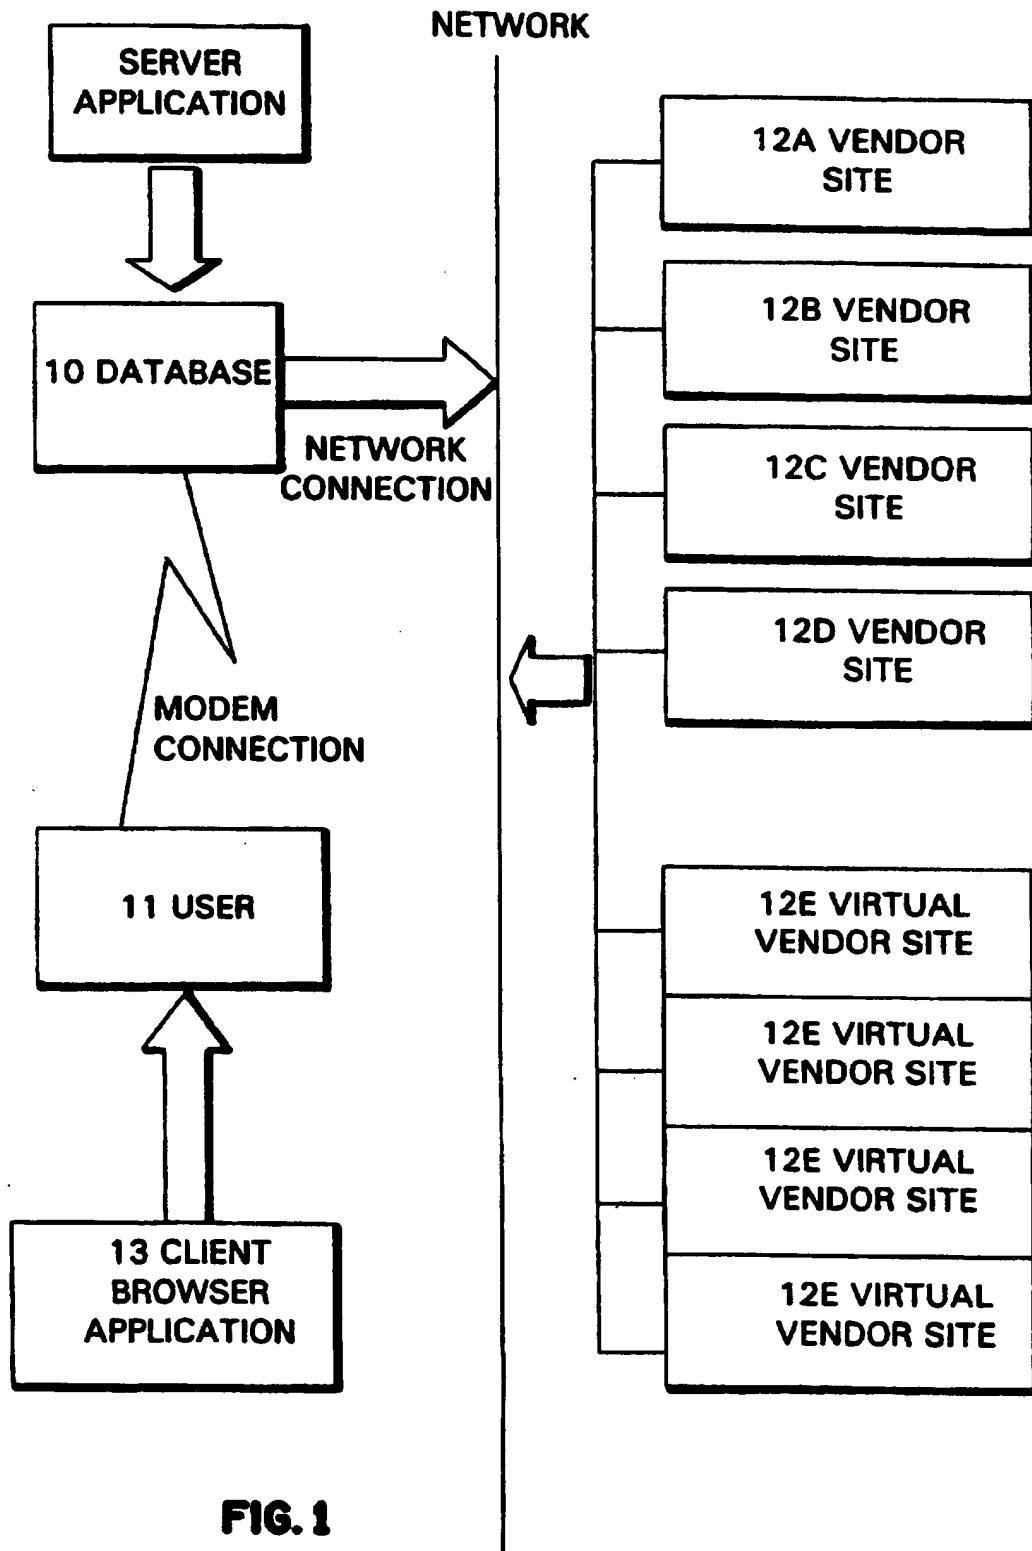 NETWORK
SERVER
APPLICATION
10 DATABASE
NETWORK
CONNECTION
MODEM
CONNECTION
11 USER
13 CLIENT
BROWSER
APPLICATION
12A VENDOR
SITE
12B VENDOR
SITE
12C VENDOR
SITE
12D VENDOR
SITE
12E VIRTUAL
VENDOR SITE
12E VIRTUAL
VENDOR SITE
12E VIRTUAL
VENDOR SITE
12E VIRTUAL
VENDOR SITE
FIG. 1